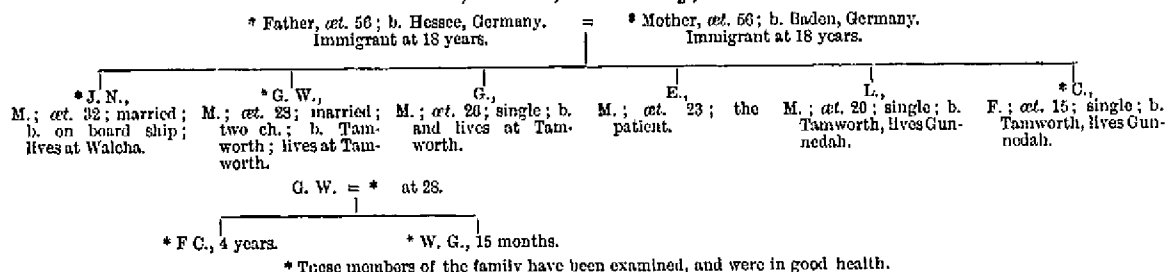 * Father, æt. 56; b. Hessee, Germany.
Immigrant at 18 years.
=
* Mother, æt. 56; b. Baden, Germany.
Immigrant at 18 years.
* J. N.,
M.; æt. 32; married;
b. on board ship;
lives at Walcha.
* G. W.,
M.; æt. 28; married;
two ch.; b. Tam-
worth; lives at Tam-
worth.
G.,
M.; æt. 26; single; b.
and lives at Tam-
worth.
E.,
M.; æt. 23; the
patient.
L.,
M.; æt. 20; single; b.
Tamworth, lives Gun-
nedah.
* C.,
F.; æt. 15; single; b.
Tamworth, lives Gun-
nedah.
G. W. = * at 28.
* F C., 4 years.
* W. G., 15 months.
* These members of the family have been examined, and were in good health.